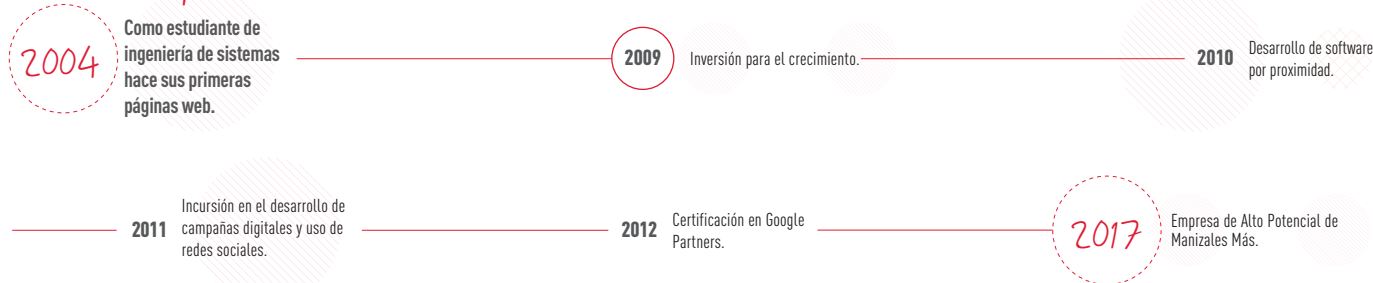 2004
Como estudiante de
ingeniería de sistemas
hace sus primeras
páginas web.
2009
Inversión para el crecimiento.
2010
Desarrollo de software
por proximidad.
2011
Incursión en el desarrollo de
campañas digitales y uso de
redes sociales.
2012
Certificación en Google
Partners.
2017
Empresa de Alto Potencial de
Manizales Más.